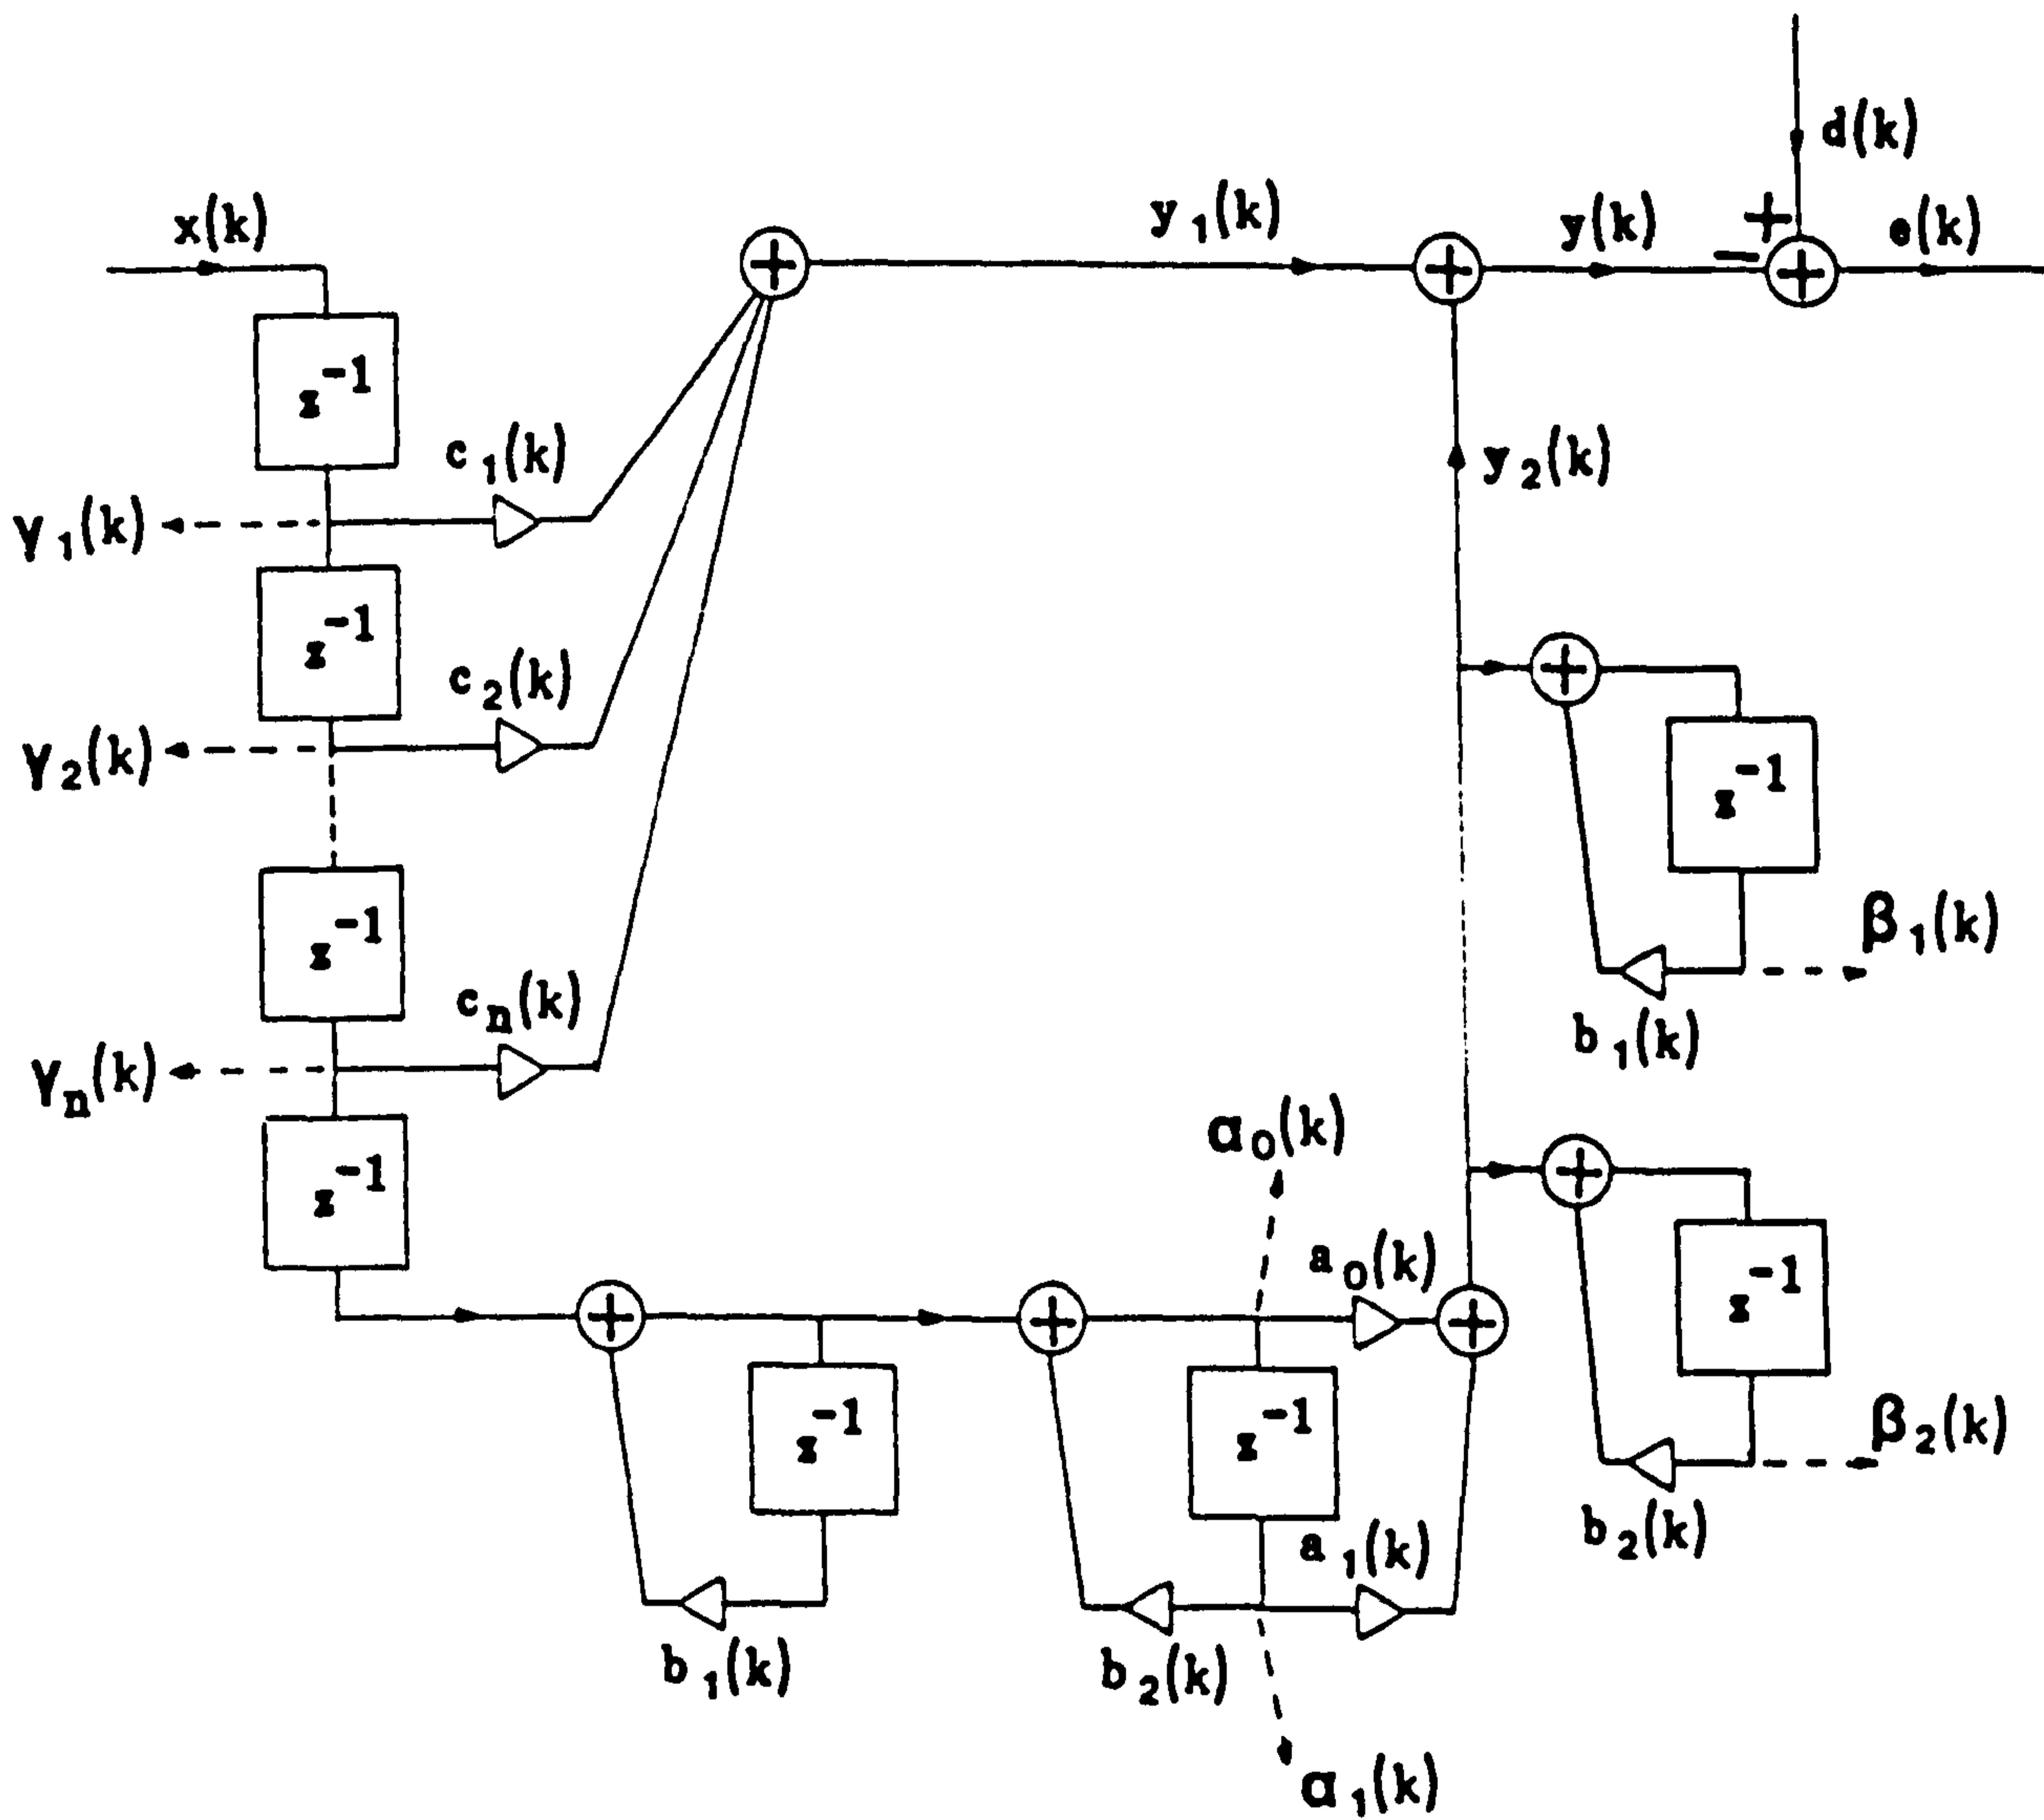 d(k)
x(k)
y₁(k)
y(k)
+
−
e(k)
z⁻¹
c₁(k)
y₂(k)
γ₁(k)
z⁻¹
c₂(k)
γ₂(k)
z⁻¹
z⁻¹
β₁(k)
cₙ(k)
b₁(k)
γₙ(k)
α₀(k)
z⁻¹
a₀(k)
z⁻¹
z⁻¹
z⁻¹
β₂(k)
a₁(k)
b₂(k)
b₁(k)
b₂(k)
α₁(k)